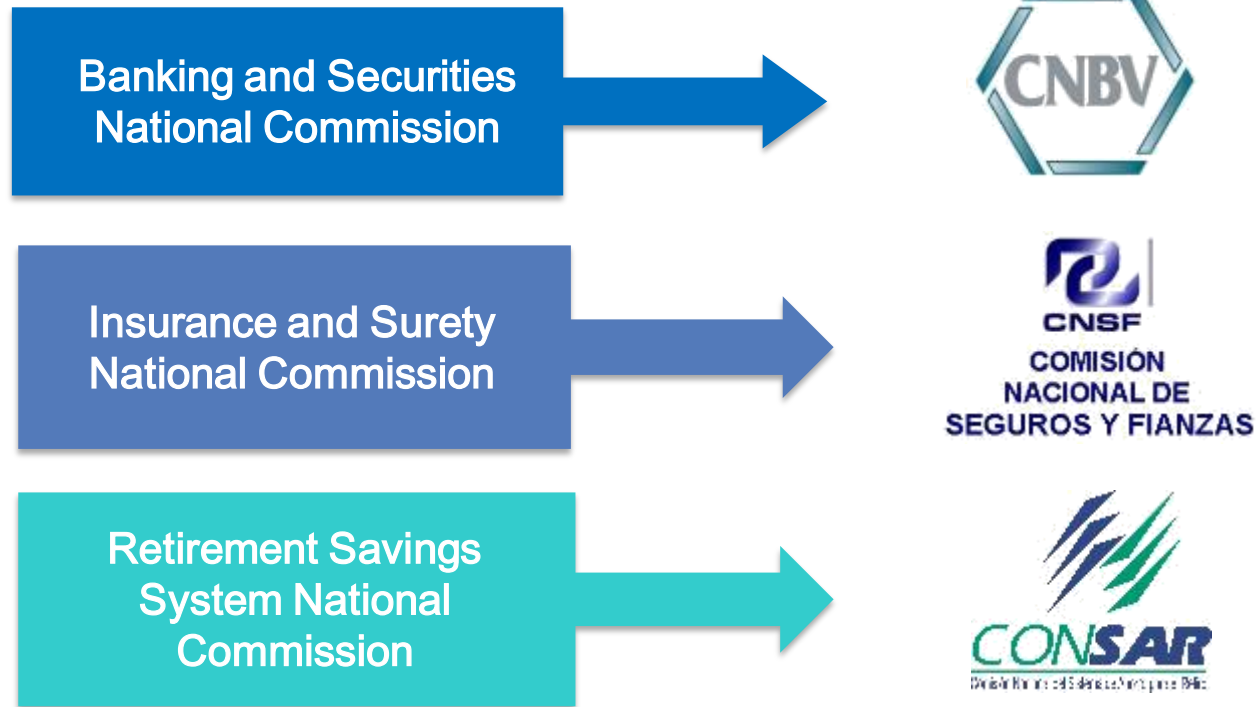 Banking and Securities
National Commission
CNBV
Insurance and Surety
National Commission
CNSF
COMISIÓN
NACIONAL DE
SEGUROS Y FIANZAS
Retirement Savings
System National
Commission
CONSAR